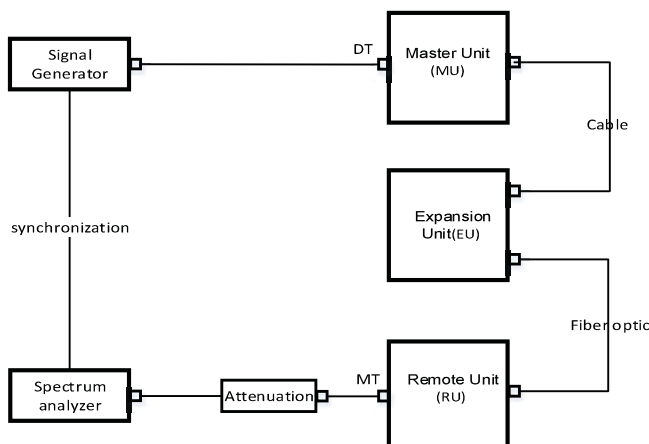 Signal
Generator
DT
Master Unit
(MU)
Cable
Expansion
Unit(EU)
synchronization
Fiber optic
Spectrum
analyzer
Attenuation
MT
Remote Unit
(RU)